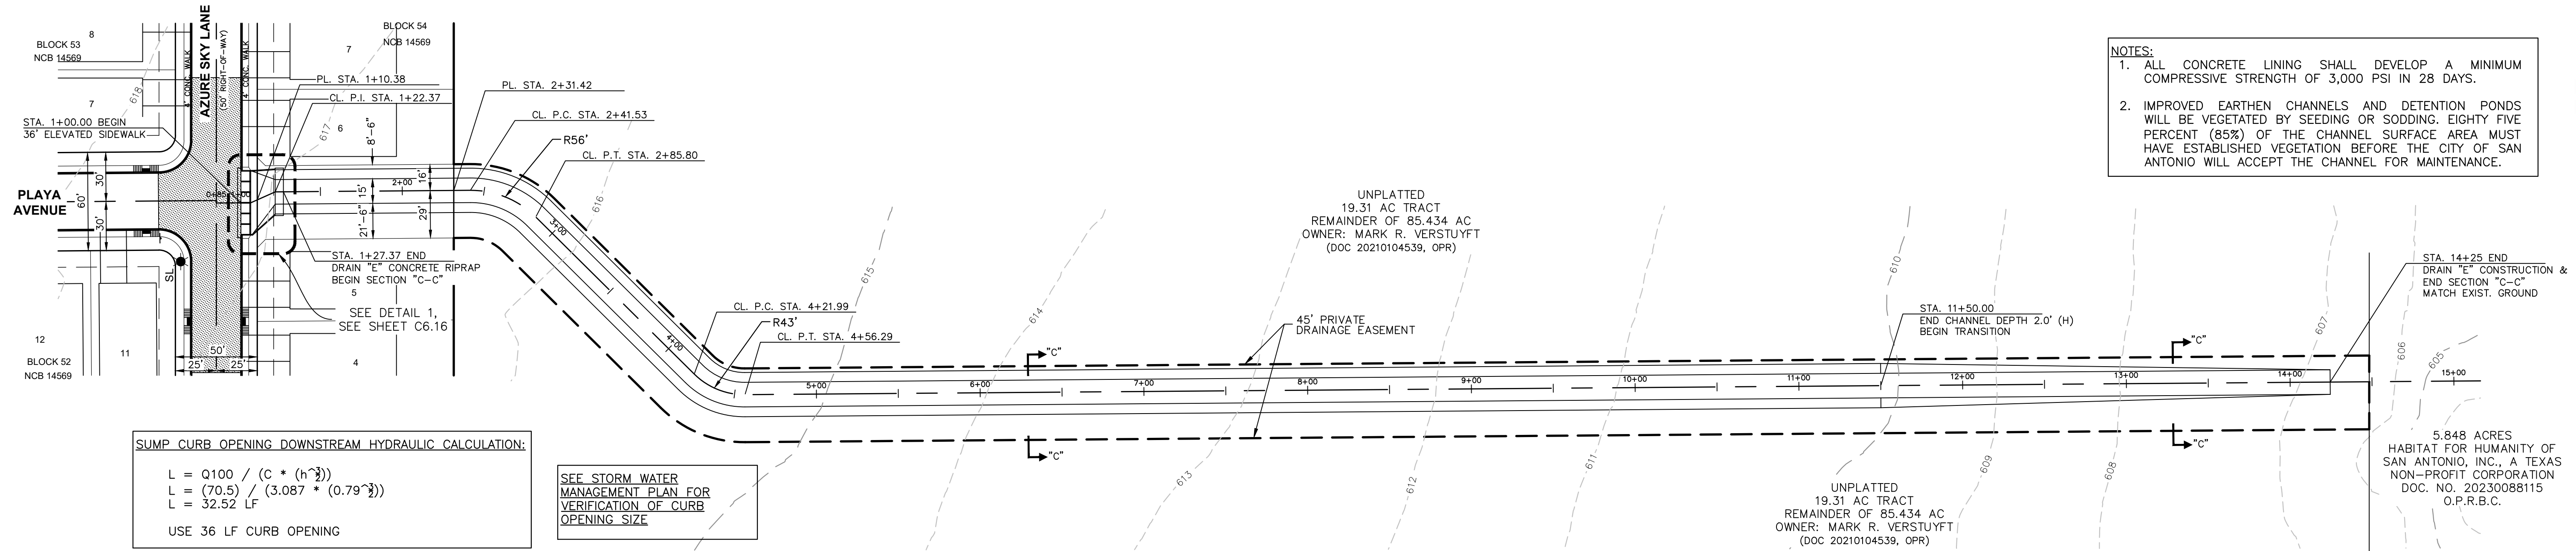 8
BLOCK 53
NCB 14569
7
618
STA. 1+00.00 BEGIN
36' ELEVATED SIDEWALK
4' CONC. WALK
AZURE SKY LANE
(50' RIGHT-OF-WAY)
4' CONC. WALK
BLOCK 54
NCB 14569
7
PL. STA. 1+10.38
CL. P.I. STA. 1+22.37
617
6
8'-6"
PLAYA
AVENUE
60'
30'
30'
2+00
15'
16'
21'-6"
29'
STA. 1+27.37 END
DRAIN "E" CONCRETE RIPRAP
BEGIN SECTION "C-C"
5
SEE DETAIL 1,
SEE SHEET C6.16
SL
4
50'
25'
25'
12
11
BLOCK 52
NCB 14569
PL. STA. 2+31.42
CL. P.C. STA. 2+41.53
R56'
CL. P.T. STA. 2+85.80
616
3+00
4+00
CL. P.C. STA. 4+21.99
R43'
CL. P.T. STA. 4+56.29
615
614
613
612
611
610
609
608
607
606
605
5+00
6+00
7+00
8+00
9+00
10+00
11+00
12+00
13+00
14+00
15+00
"C"
"C"
"C"
"C"
UNPLATTED
19.31 AC TRACT
REMAINDER OF 85.434 AC
OWNER: MARK R. VERSTUYFT
(DOC 20210104539, OPR)
45' PRIVATE
DRAINAGE EASEMENT
STA. 11+50.00
END CHANNEL DEPTH 2.0' (H)
BEGIN TRANSITION
STA. 14+25 END
DRAIN "E" CONSTRUCTION &
END SECTION "C-C"
MATCH EXIST. GROUND
NOTES:
1. ALL CONCRETE LINING SHALL DEVELOP A MINIMUM
COMPRESSIVE STRENGTH OF 3,000 PSI IN 28 DAYS.
2. IMPROVED EARTHEN CHANNELS AND DETENTION PONDS
WILL BE VEGETATED BY SEEDING OR SODDING. EIGHTY FIVE
PERCENT (85%) OF THE CHANNEL SURFACE AREA MUST
HAVE ESTABLISHED VEGETATION BEFORE THE CITY OF SAN
ANTONIO WILL ACCEPT THE CHANNEL FOR MAINTENANCE.
SUMP CURB OPENING DOWNSTREAM HYDRAULIC CALCULATION:
L = Q100 / (C * (h^3/2))
L = (70.5) / (3.087 * (0.79^3/2))
L = 32.52 LF
USE 36 LF CURB OPENING
SEE STORM WATER
MANAGEMENT PLAN FOR
VERIFICATION OF CURB
OPENING SIZE
UNPLATTED
19.31 AC TRACT
REMAINDER OF 85.434 AC
OWNER: MARK R. VERSTUYFT
(DOC 20210104539, OPR)
5.848 ACRES
HABITAT FOR HUMANITY OF
SAN ANTONIO, INC., A TEXAS
NON-PROFIT CORPORATION
DOC. NO. 20230088115
O.P.R.B.C.